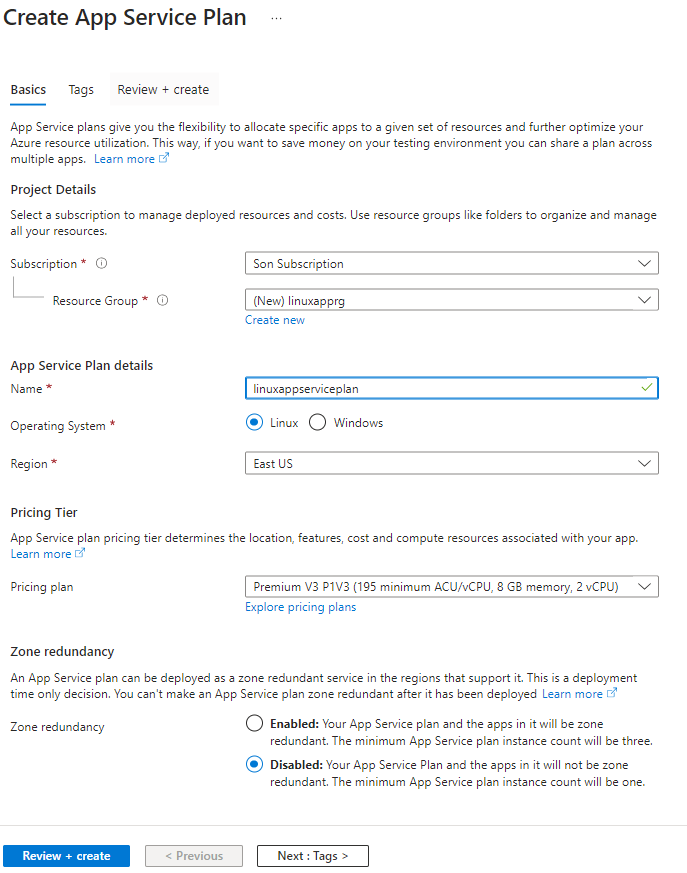 Create App Service Plan ...
Basics Tags Review + create
App Service plans give you the flexibility to allocate specific apps to a given set of resources and further optimize your
Azure resource utilization. This way, if you want to save money on your testing environment you can share a plan across
multiple apps. Learn more
Project Details
Select a subscription to manage deployed resources and costs. Use resource groups like folders to organize and manage
all your resources.
Subscription * Son Subscription
Resource Group * (New) linuxapprg
Create new
App Service Plan details
Name * linuxappserviceplan
Operating System * Linux Windows
Region * East US
Pricing Tier
App Service plan pricing tier determines the location, features, cost and compute resources associated with your app.
Learn more
Pricing plan Premium V3 P1V3 (195 minimum ACU/vCPU, 8 GB memory, 2 vCPU)
Explore pricing plans
Zone redundancy
An App Service plan can be deployed as a zone redundant service in the regions that support it. This is a deployment
time only decision. You can't make an App Service plan zone redundant after it has been deployed Learn more
Zone redundancy Enabled: Your App Service plan and the apps in it will be zone
redundant. The minimum App Service plan instance count will be three.
Disabled: Your App Service Plan and the apps in it will not be zone
redundant. The minimum App Service plan instance count will be one.
Review + create < Previous Next : Tags >